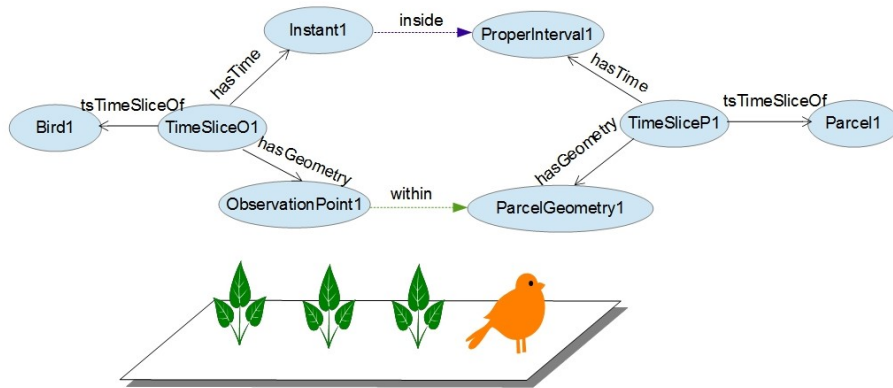 Instant1
inside
ProperInterval1
hasTime
hasTime
tsTimeSliceOf
tsTimeSliceOf
Bird1
TimeSliceO1
TimeSliceP1
Parcel1
hasGeometry
hasGeometry
ObservationPoint1
within
ParcelGeometry1